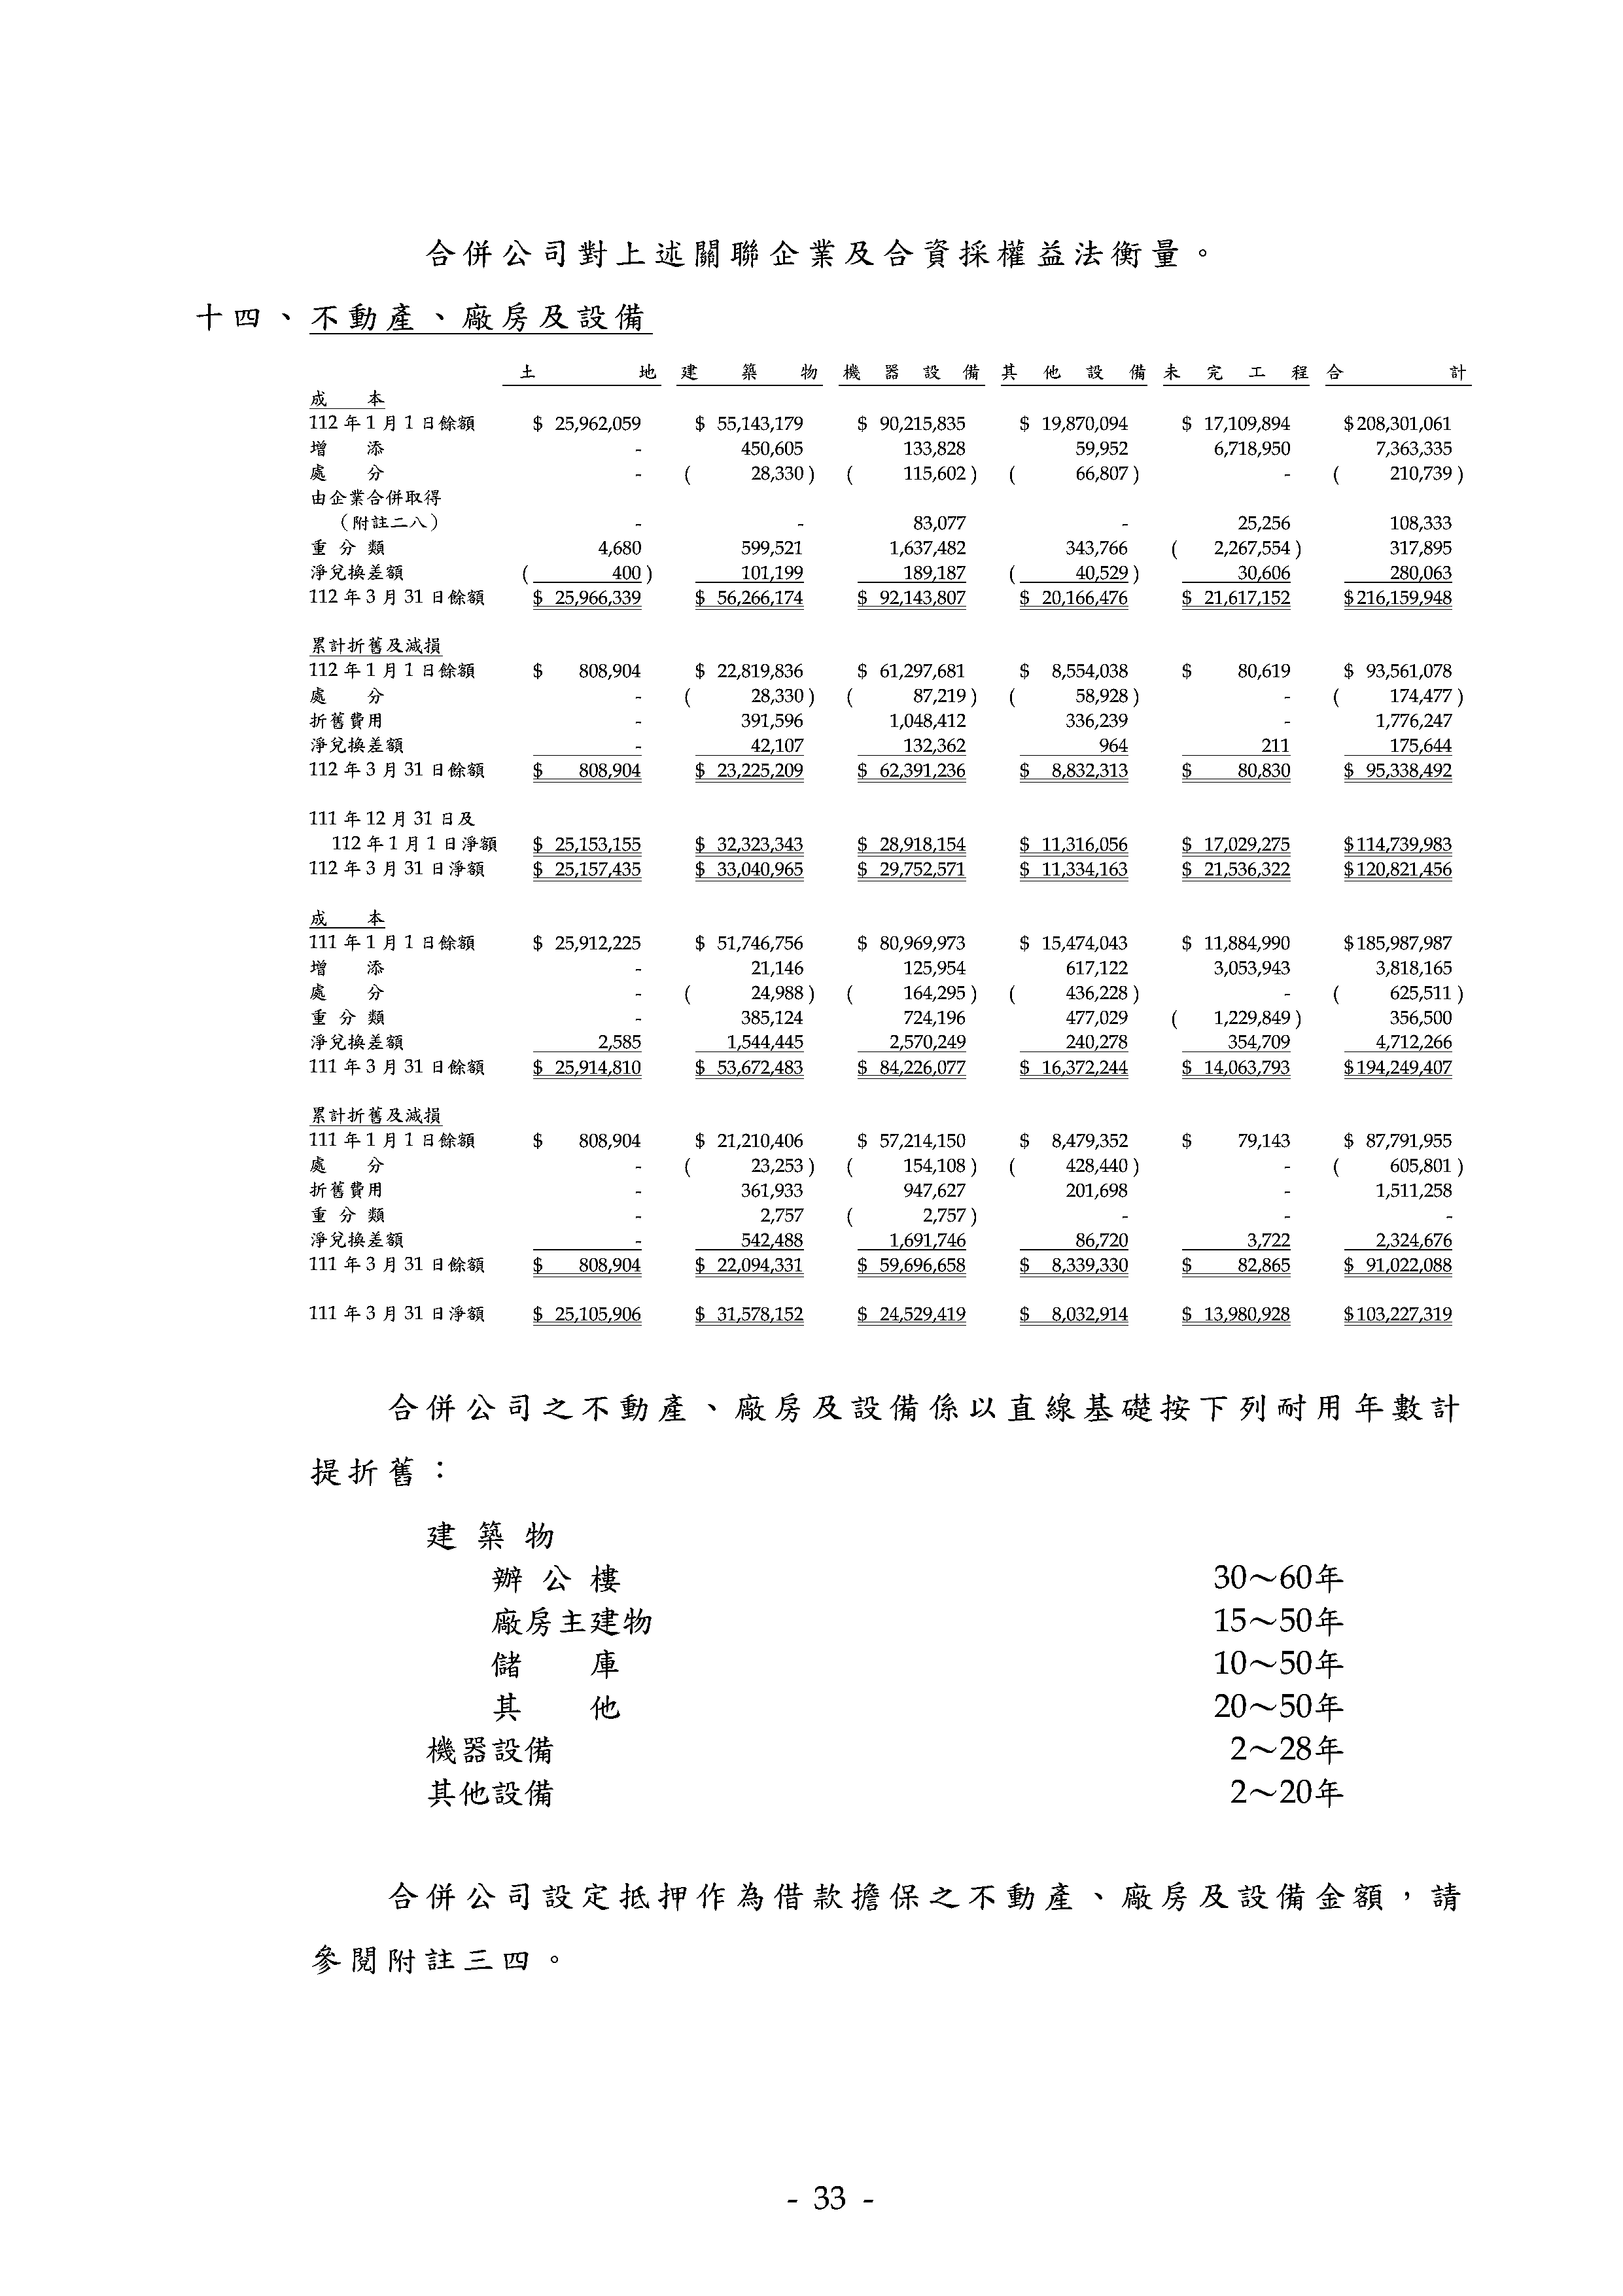 合併公司對上述關聯企業及合資採權益法衡量。
十四、不動產、廠房及設備
土地 建築物 機器設備 其他設備 未完工程 合計
成本
112年1月1日餘額 $ 25,962,059 $ 55,143,179 $ 90,215,835 $ 19,870,094 $ 17,109,894 $208,301,061
增添 - 450,605 133,828 59,952 6,718,950 7,363,335
處分 - ( 28,330) ( 115,602) ( 66,807) - ( 210,739)
由企業合併取得
（附註二八） - - 83,077 - 25,256 108,333
重分類 4,680 599,521 1,637,482 343,766 ( 2,267,554) 317,895
淨兌換差額 ( 400) 101,199 189,187 ( 40,529) 30,606 280,063
112年3月31日餘額 $ 25,966,339 $ 56,266,174 $ 92,143,807 $ 20,166,476 $ 21,617,152 $216,159,948
累計折舊及減損
112年1月1日餘額 $ 808,904 $ 22,819,836 $ 61,297,681 $ 8,554,038 $ 80,619 $ 93,561,078
處分 - ( 28,330) ( 87,219) ( 58,928) - ( 174,477)
折舊費用 - 391,596 1,048,412 336,239 - 1,776,247
淨兌換差額 - 42,107 132,362 964 211 175,644
112年3月31日餘額 $ 808,904 $ 23,225,209 $ 62,391,236 $ 8,832,313 $ 80,830 $ 95,338,492
111年12月31日及
112年1月1日淨額 $ 25,153,155 $ 32,323,343 $ 28,918,154 $ 11,316,056 $ 17,029,275 $114,739,983
112年3月31日淨額 $ 25,157,435 $ 33,040,965 $ 29,752,571 $ 11,334,163 $ 21,536,322 $120,821,456
成本
111年1月1日餘額 $ 25,912,225 $ 51,746,756 $ 80,969,973 $ 15,474,043 $ 11,884,990 $185,987,987
增添 - 21,146 125,954 617,122 3,053,943 3,818,165
處分 - ( 24,988) ( 164,295) ( 436,228) - ( 625,511)
重分類 - 385,124 724,196 477,029 ( 1,229,849) 356,500
淨兌換差額 2,585 1,544,445 2,570,249 240,278 354,709 4,712,266
111年3月31日餘額 $ 25,914,810 $ 53,672,483 $ 84,226,077 $ 16,372,244 $ 14,063,793 $194,249,407
累計折舊及減損
111年1月1日餘額 $ 808,904 $ 21,210,406 $ 57,214,150 $ 8,479,352 $ 79,143 $ 87,791,955
處分 - ( 23,253) ( 154,108) ( 428,440) - ( 605,801)
折舊費用 - 361,933 947,627 201,698 - 1,511,258
重分類 - 2,757 ( 2,757) - - -
淨兌換差額 - 542,488 1,691,746 86,720 3,722 2,324,676
111年3月31日餘額 $ 808,904 $ 22,094,331 $ 59,696,658 $ 8,339,330 $ 82,865 $ 91,022,088
111年3月31日淨額 $ 25,105,906 $ 31,578,152 $ 24,529,419 $ 8,032,914 $ 13,980,928 $103,227,319
合併公司之不動產、廠房及設備係以直線基礎按下列耐用年數計
提折舊：
建築物
辦公樓 30～60年
廠房主建物 15～50年
儲庫 10～50年
其他 20～50年
機器設備 2～28年
其他設備 2～20年
合併公司設定抵押作為借款擔保之不動產、廠房及設備金額，請
參閱附註三四。
- 33 -